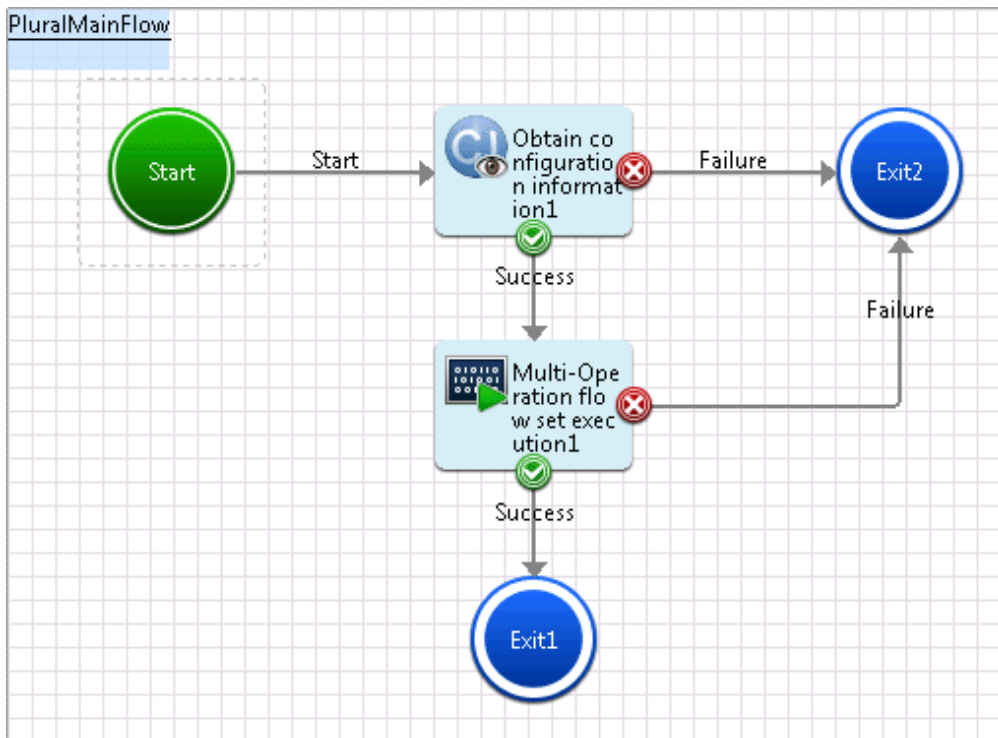 PluralMainFlow
Start
Start
Obtain co
nfiguratio
n informat
ion1
Failure
Exit2
Success
Failure
Multi-Ope
ration flo
w set exec
ution1
Success
Exit1